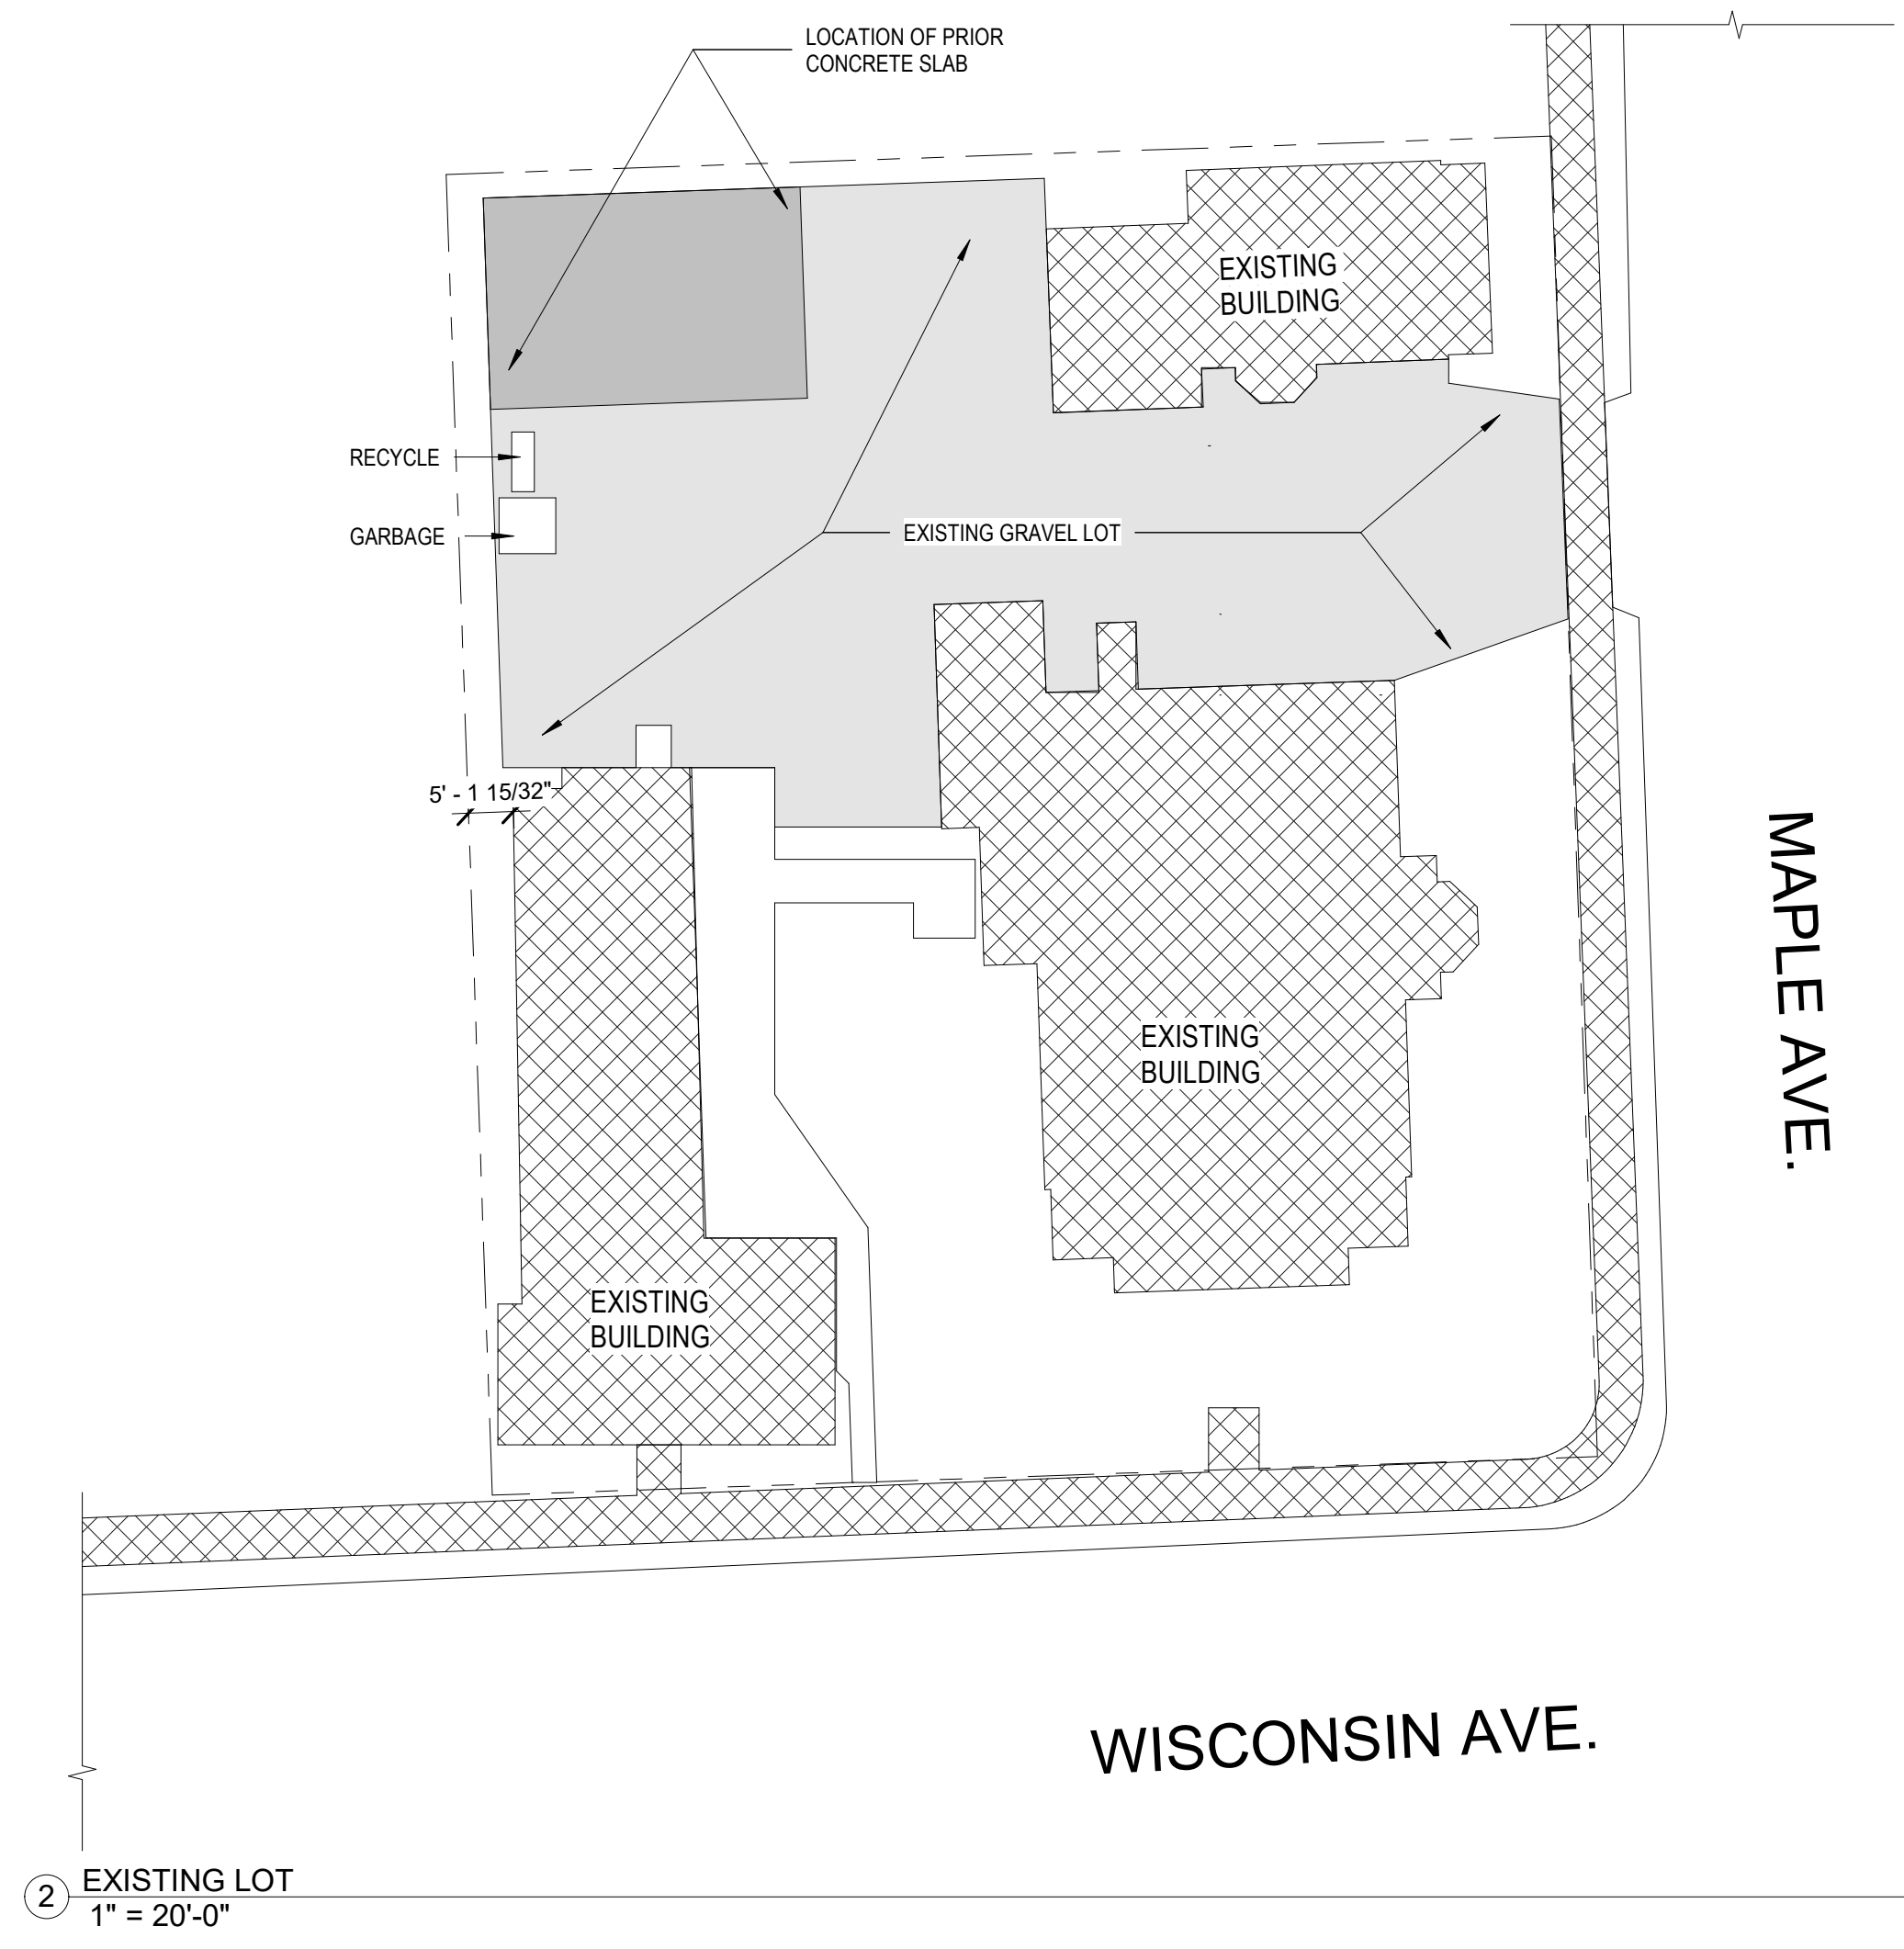 LOCATION OF PRIOR
CONCRETE SLAB
EXISTING
BUILDING
RECYCLE
GARBAGE
EXISTING GRAVEL LOT
5' - 1 15/32"
MAPLE AVE.
EXISTING
BUILDING
EXISTING
BUILDING
WISCONSIN AVE.
2
EXISTING LOT
1" = 20'-0"